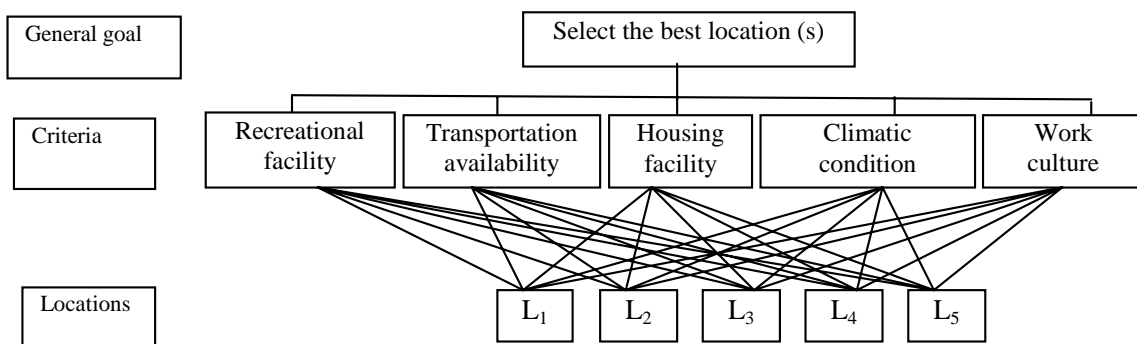 General goal
Select the best location (s)
Criteria
Recreational
facility
Transportation
availability
Housing
facility
Climatic
condition
Work
culture
Locations
L₁
L₂
L₃
L₄
L₅